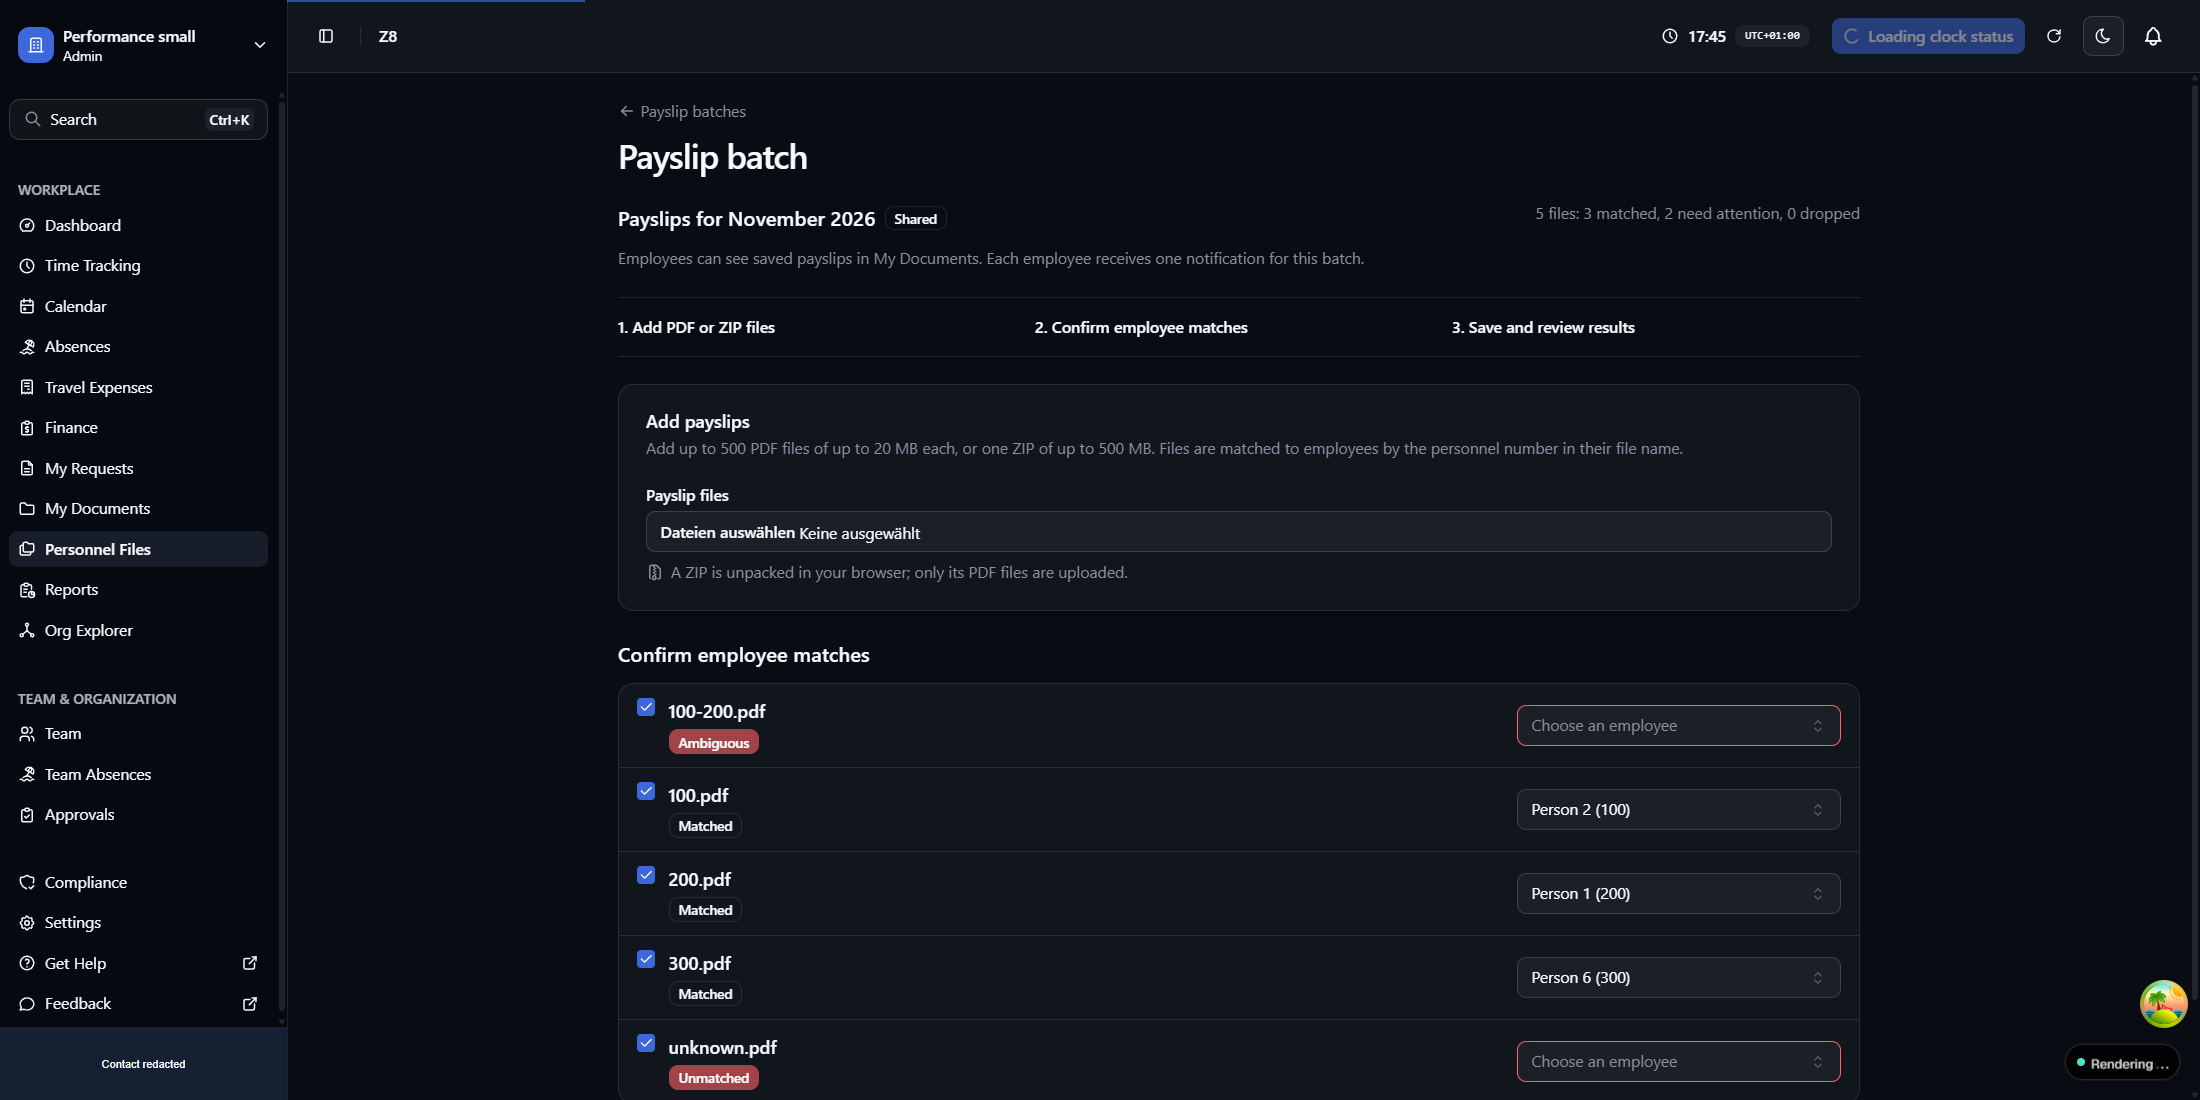 Performance small
Admin
Z8
17:45
UTC+01:00
Loading clock status
Search
Ctrl+K
WORKPLACE
Dashboard
Time Tracking
Calendar
Absences
Travel Expenses
Finance
My Requests
My Documents
Personnel Files
Reports
Org Explorer
TEAM & ORGANIZATION
Team
Team Absences
Approvals
Compliance
Settings
Get Help
Feedback
Contact redacted
Payslip batches
Payslip batch
Payslips for November 2026
Shared
5 files: 3 matched, 2 need attention, 0 dropped
Employees can see saved payslips in My Documents. Each employee receives one notification for this batch.
1. Add PDF or ZIP files
2. Confirm employee matches
3. Save and review results
Add payslips
Add up to 500 PDF files of up to 20 MB each, or one ZIP of up to 500 MB. Files are matched to employees by the personnel number in their file name.
Payslip files
Dateien auswählen Keine ausgewählt
A ZIP is unpacked in your browser; only its PDF files are uploaded.
Confirm employee matches
100-200.pdf
Ambiguous
Choose an employee
100.pdf
Matched
Person 2 (100)
200.pdf
Matched
Person 1 (200)
300.pdf
Matched
Person 6 (300)
unknown.pdf
Unmatched
Choose an employee
Rendering ...